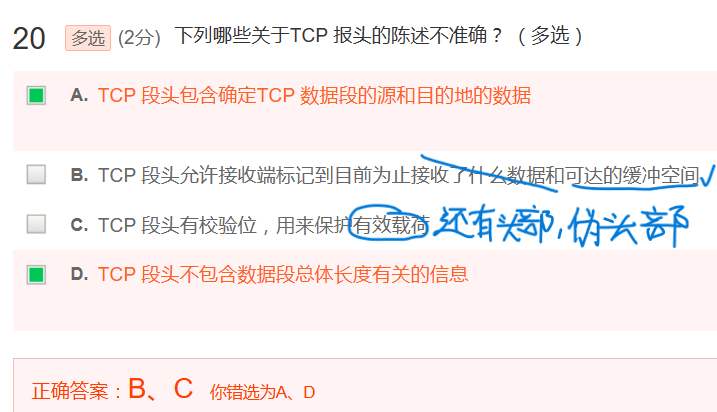 20 多选 (2分) 下列哪些关于TCP 报头的陈述不准确？（多选）
A. TCP 段头包含确定TCP 数据段的源和目的地的数据
B. TCP 段头允许接收端标记到目前为止接收了什么数据和可达的缓冲空间✓
C. TCP 段头有校验位，用来保护有效载荷 还有头部，伪头部
D. TCP 段头不包含数据段总体长度有关的信息
正确答案：B、C 你错选为A、D